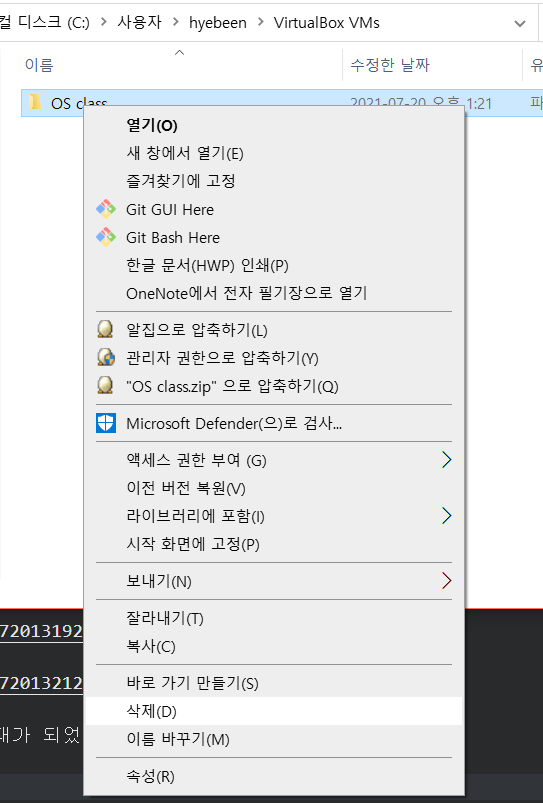 컬 디스크 (C:) > 사용자 > hyebeen > VirtualBox VMs
이름 수정한 날짜 유
OS class 2021-07-20 오후 1:21 파
열기(O)
새 창에서 열기(E)
즐겨찾기에 고정
Git GUI Here
Git Bash Here
한글 문서(HWP) 인쇄(P)
OneNote에서 전자 필기장으로 열기
알집으로 압축하기(L)
관리자 권한으로 압축하기(Y)
"OS class.zip" 으로 압축하기(Q)
Microsoft Defender(으)로 검사...
액세스 권한 부여 (G)
이전 버전 복원(V)
라이브러리에 포함(I)
시작 화면에 고정(P)
보내기(N)
잘라내기(T)
72013192
복사(C)
바로 가기 만들기(S)
72013212
삭제(D)
이름 바꾸기(M)
태가 되었
속성(R)